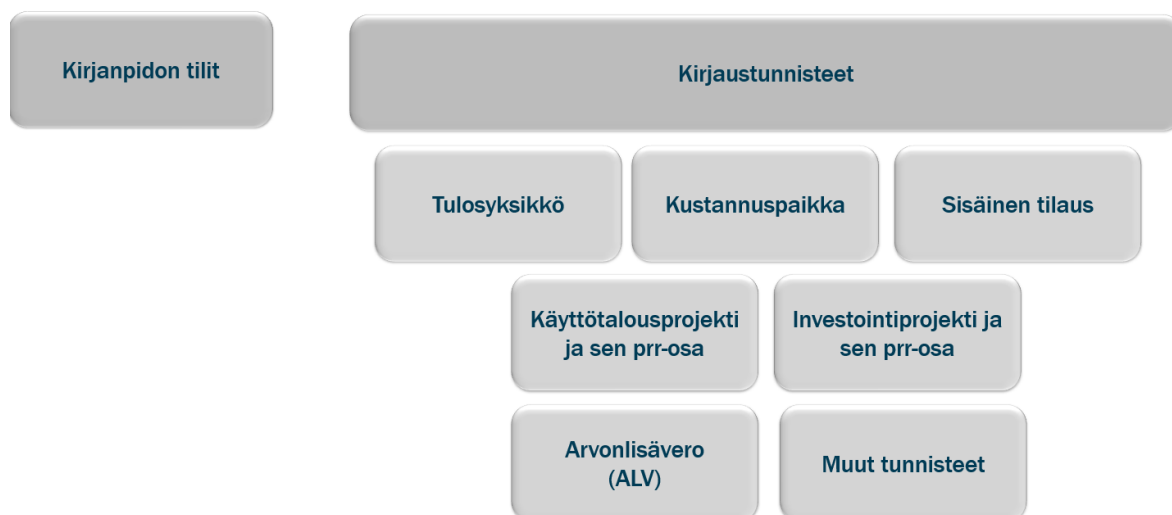 Kirjanpidon tilit
Kirjaustunnisteet
Tulosyksikkö
Kustannuspaikka
Sisäinen tilaus
Käyttötalousprojekti
ja sen prr-osa
Investointiprojekti ja
sen prr-osa
Arvonlisävero
(ALV)
Muut tunnisteet